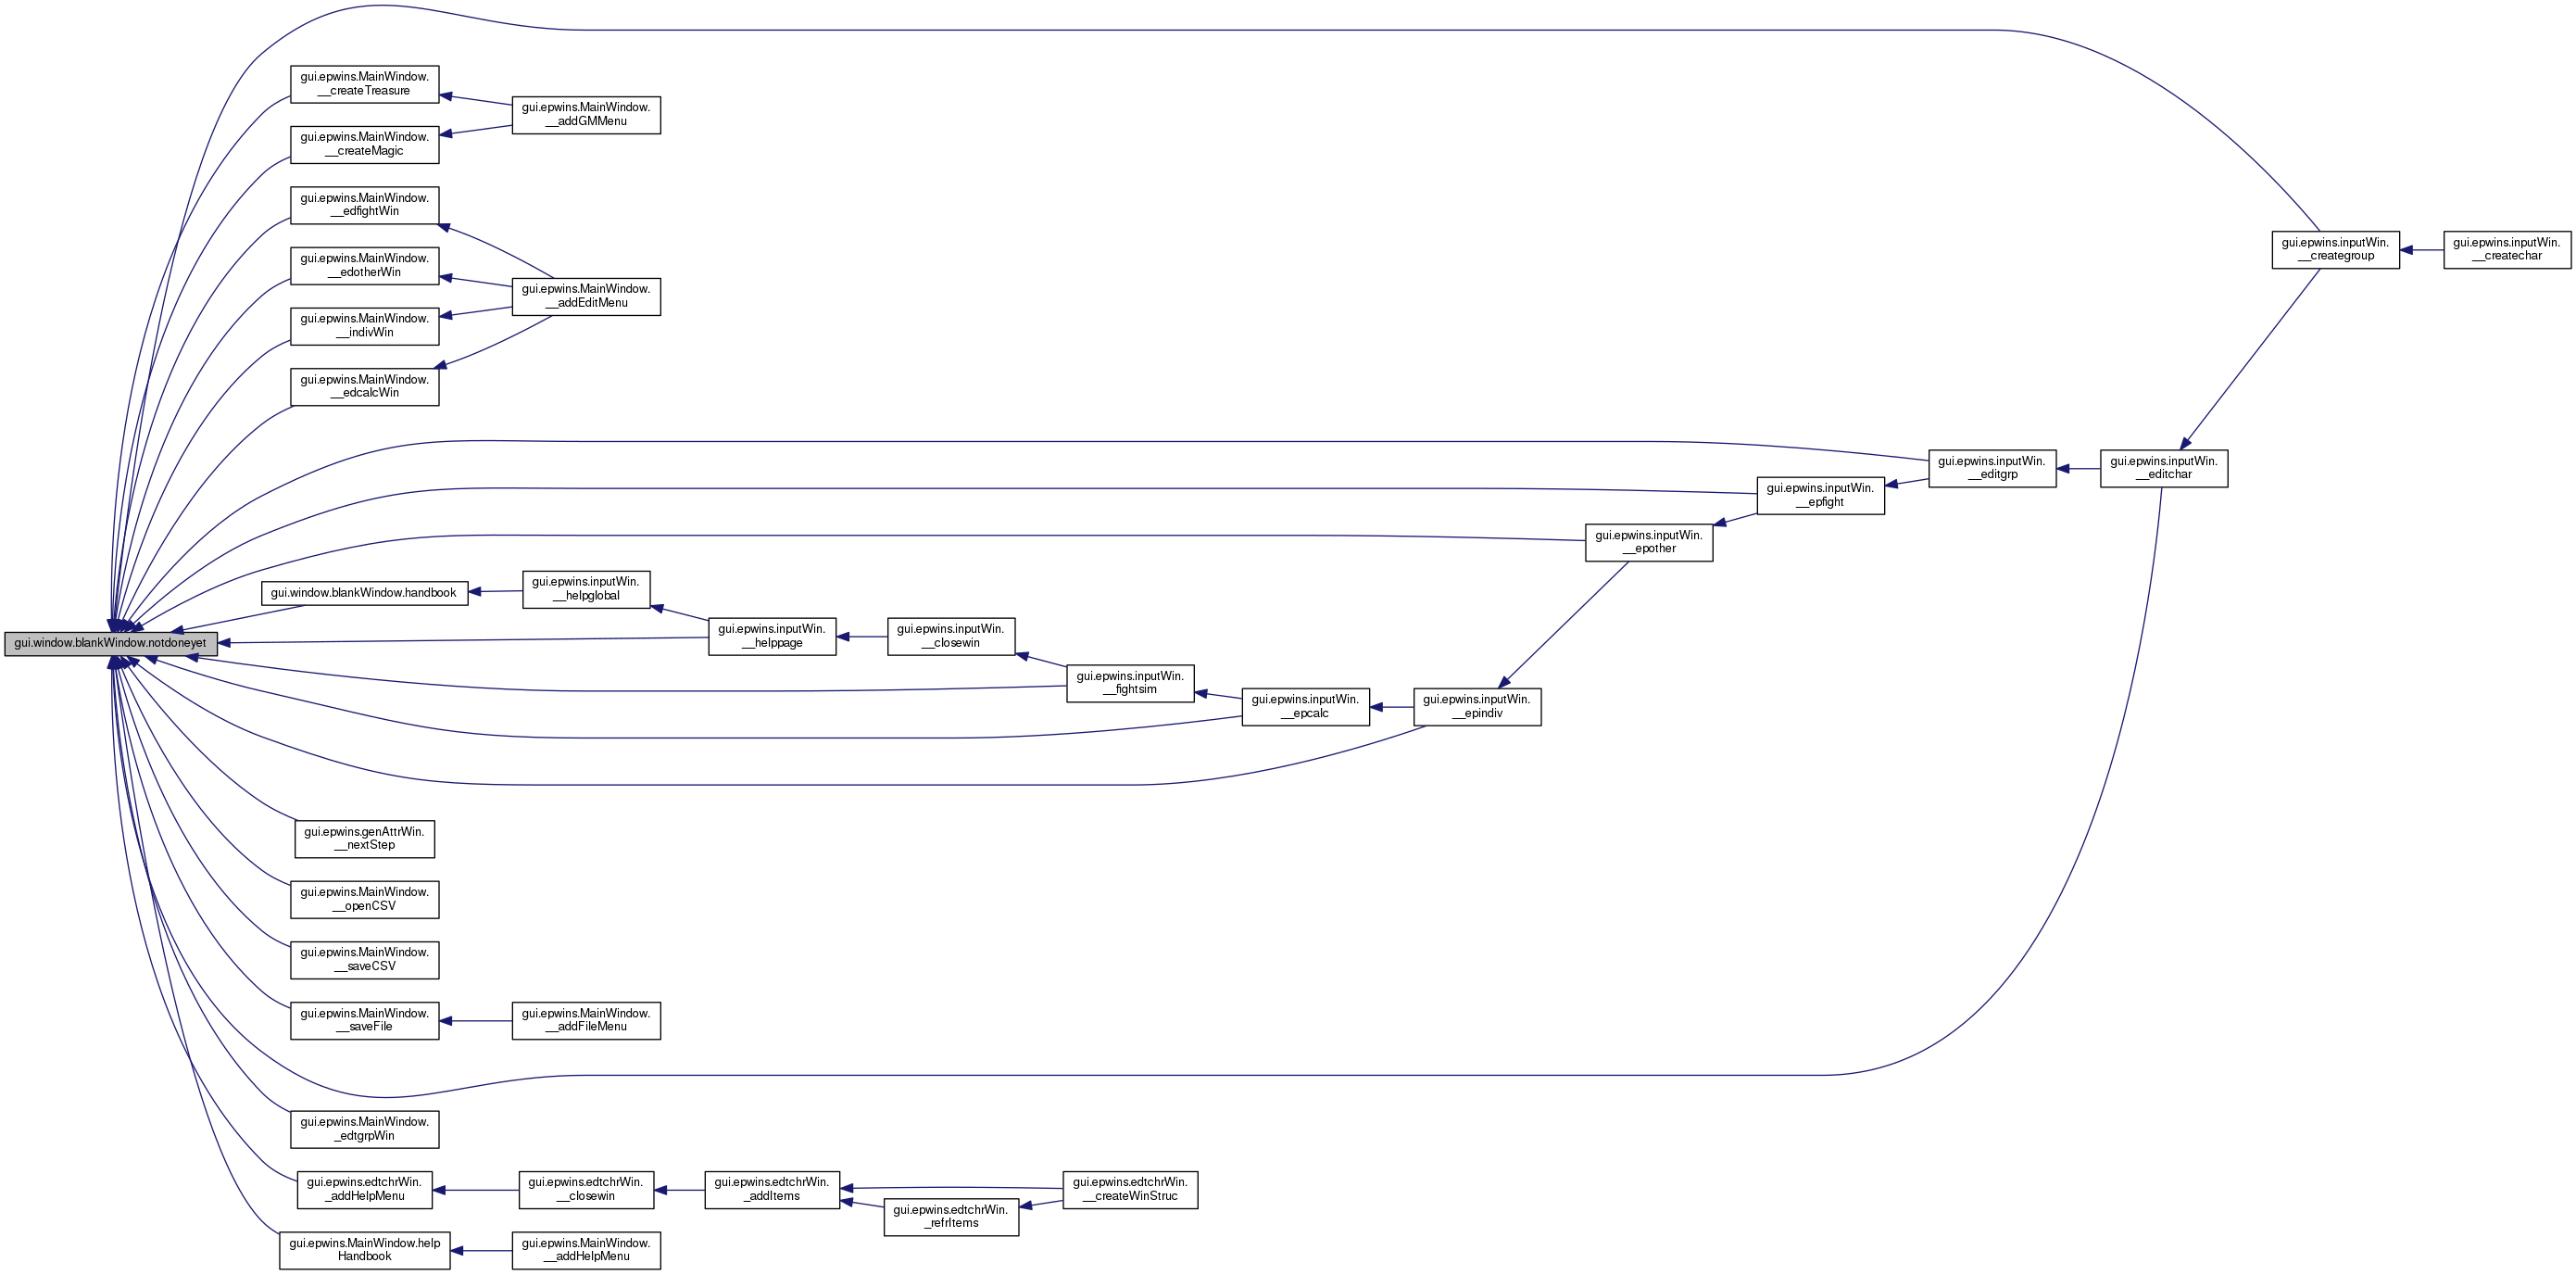 gui.epwins.MainWindow.
__createTreasure
gui.epwins.MainWindow.
__addGMMenu
gui.epwins.MainWindow.
__createMagic
gui.epwins.MainWindow.
__edfightWin
gui.epwins.MainWindow.
__edotherWin
gui.epwins.MainWindow.
__addEditMenu
gui.epwins.MainWindow.
__indivWin
gui.epwins.MainWindow.
__edcalcWin
gui.epwins.inputWin.
__creategroup
gui.epwins.inputWin.
__createchar
gui.epwins.inputWin.
__editgrp
gui.epwins.inputWin.
__editchar
gui.epwins.inputWin.
__epfight
gui.epwins.inputWin.
__epother
gui.window.blankWindow.handbook
gui.epwins.inputWin.
__helpglobal
gui.window.blankWindow.notdoneyet
gui.epwins.inputWin.
__helppage
gui.epwins.inputWin.
__closewin
gui.epwins.inputWin.
__fightsim
gui.epwins.inputWin.
__epcalc
gui.epwins.inputWin.
__epindiv
gui.epwins.genAttrWin.
__nextStep
gui.epwins.MainWindow.
__openCSV
gui.epwins.MainWindow.
__saveCSV
gui.epwins.MainWindow.
__saveFile
gui.epwins.MainWindow.
__addFileMenu
gui.epwins.MainWindow.
_edtgrpWin
gui.epwins.edtchrWin.
_addHelpMenu
gui.epwins.edtchrWin.
__closewin
gui.epwins.edtchrWin.
_addItems
gui.epwins.edtchrWin.
__createWinStruc
gui.epwins.edtchrWin.
_refrItems
gui.epwins.MainWindow.help
Handbook
gui.epwins.MainWindow.
__addHelpMenu